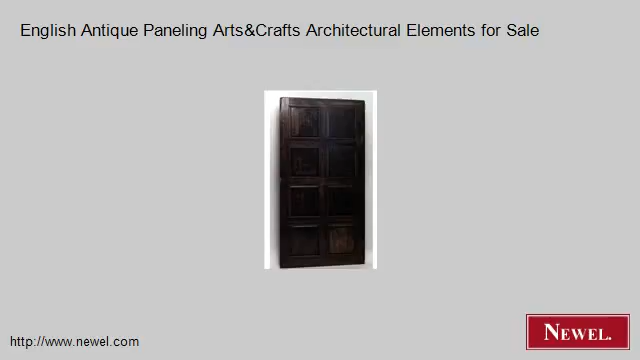 English Antique Paneling Arts&Crafts Architectural Elements for Sale
http://www.newel.com
NEWEL.